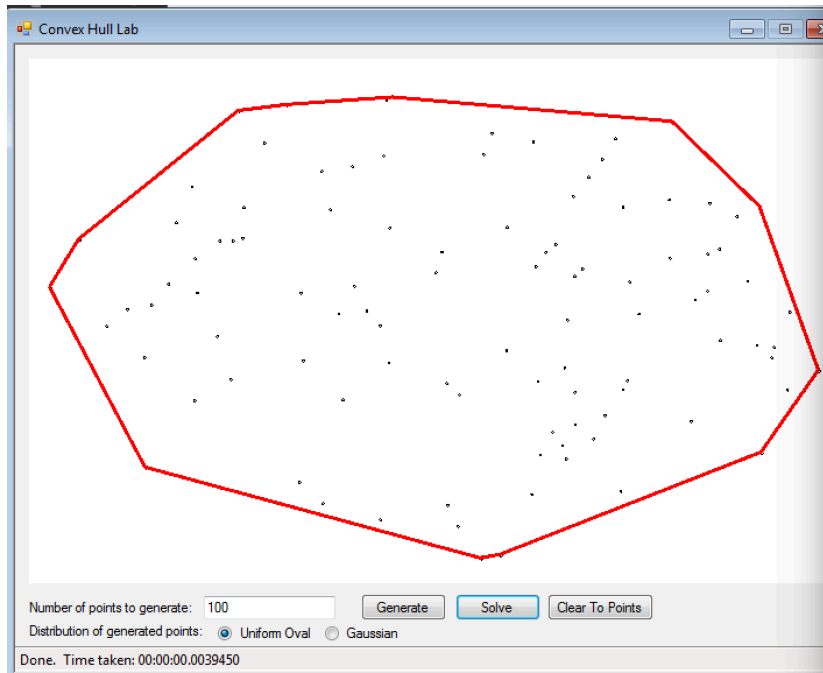 Convex Hull Lab
Number of points to generate: 100 Generate Solve Clear To Points
Distribution of generated points: Uniform Oval Gaussian
Done. Time taken: 00:00:00.0039450